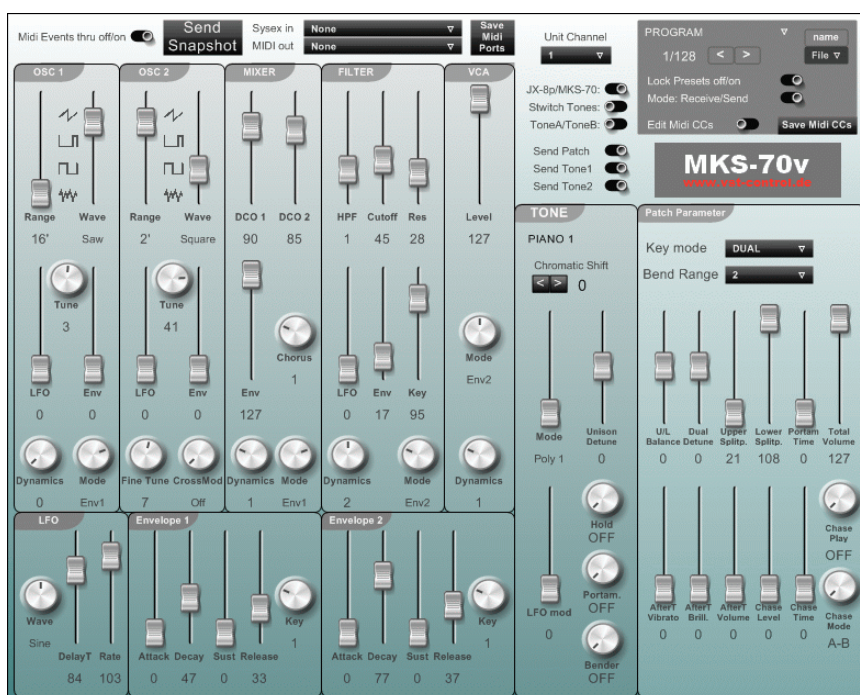 Midi Events thru off/on
Send Snapshot
Sysex in
None
MIDI out
None
Save Midi Ports
Unit Channel
1
PROGRAM
name
1/128
<
>
File
Lock Presets off/on
Mode: Receive/Send
Edit Midi CCs
Save Midi CCs
JX-8p/MKS-70:
Stwitch Tones:
ToneA/ToneB:
Send Patch
Send Tone1
Send Tone2
MKS-70v
OSC 1
Range
Wave
16'
Saw
Tune
3
LFO
Env
0
0
Dynamics
Mode
0
Env1
OSC 2
Range
Wave
2'
Square
Tune
41
LFO
Env
0
0
Fine Tune
CrossMod
7
Off
MIXER
DCO 1
DCO 2
90
85
Chorus
1
Env
127
Dynamics
Mode
1
Env1
FILTER
HPF
Cutoff
Res
1
45
28
LFO
Env
Key
0
17
95
Dynamics
Mode
2
Env2
VCA
Level
127
Mode
Env2
Dynamics
1
TONE
PIANO 1
Chromatic Shift
<
>
0
Mode
Unison Detune
Poly 1
0
Hold
OFF
LFO mod
Portam.
OFF
0
Bender
OFF
Patch Parameter
Key mode
DUAL
Bend Range
2
U/L Balance
Dual Detune
Upper Splitp.
Lower Splitp.
Portam Time
Total Volume
0
0
21
108
0
127
Chase Play
OFF
AfterT Vibrato
AfterT Brill.
AfterT Volume
Chase Level
Chase Time
Chase Mode
0
0
0
0
0
A-B
LFO
Wave
Sine
DelayT
Rate
84
103
Envelope 1
Attack
Decay
Sust
Release
Key
0
47
0
33
1
Envelope 2
Attack
Decay
Sust
Release
Key
0
77
0
37
1